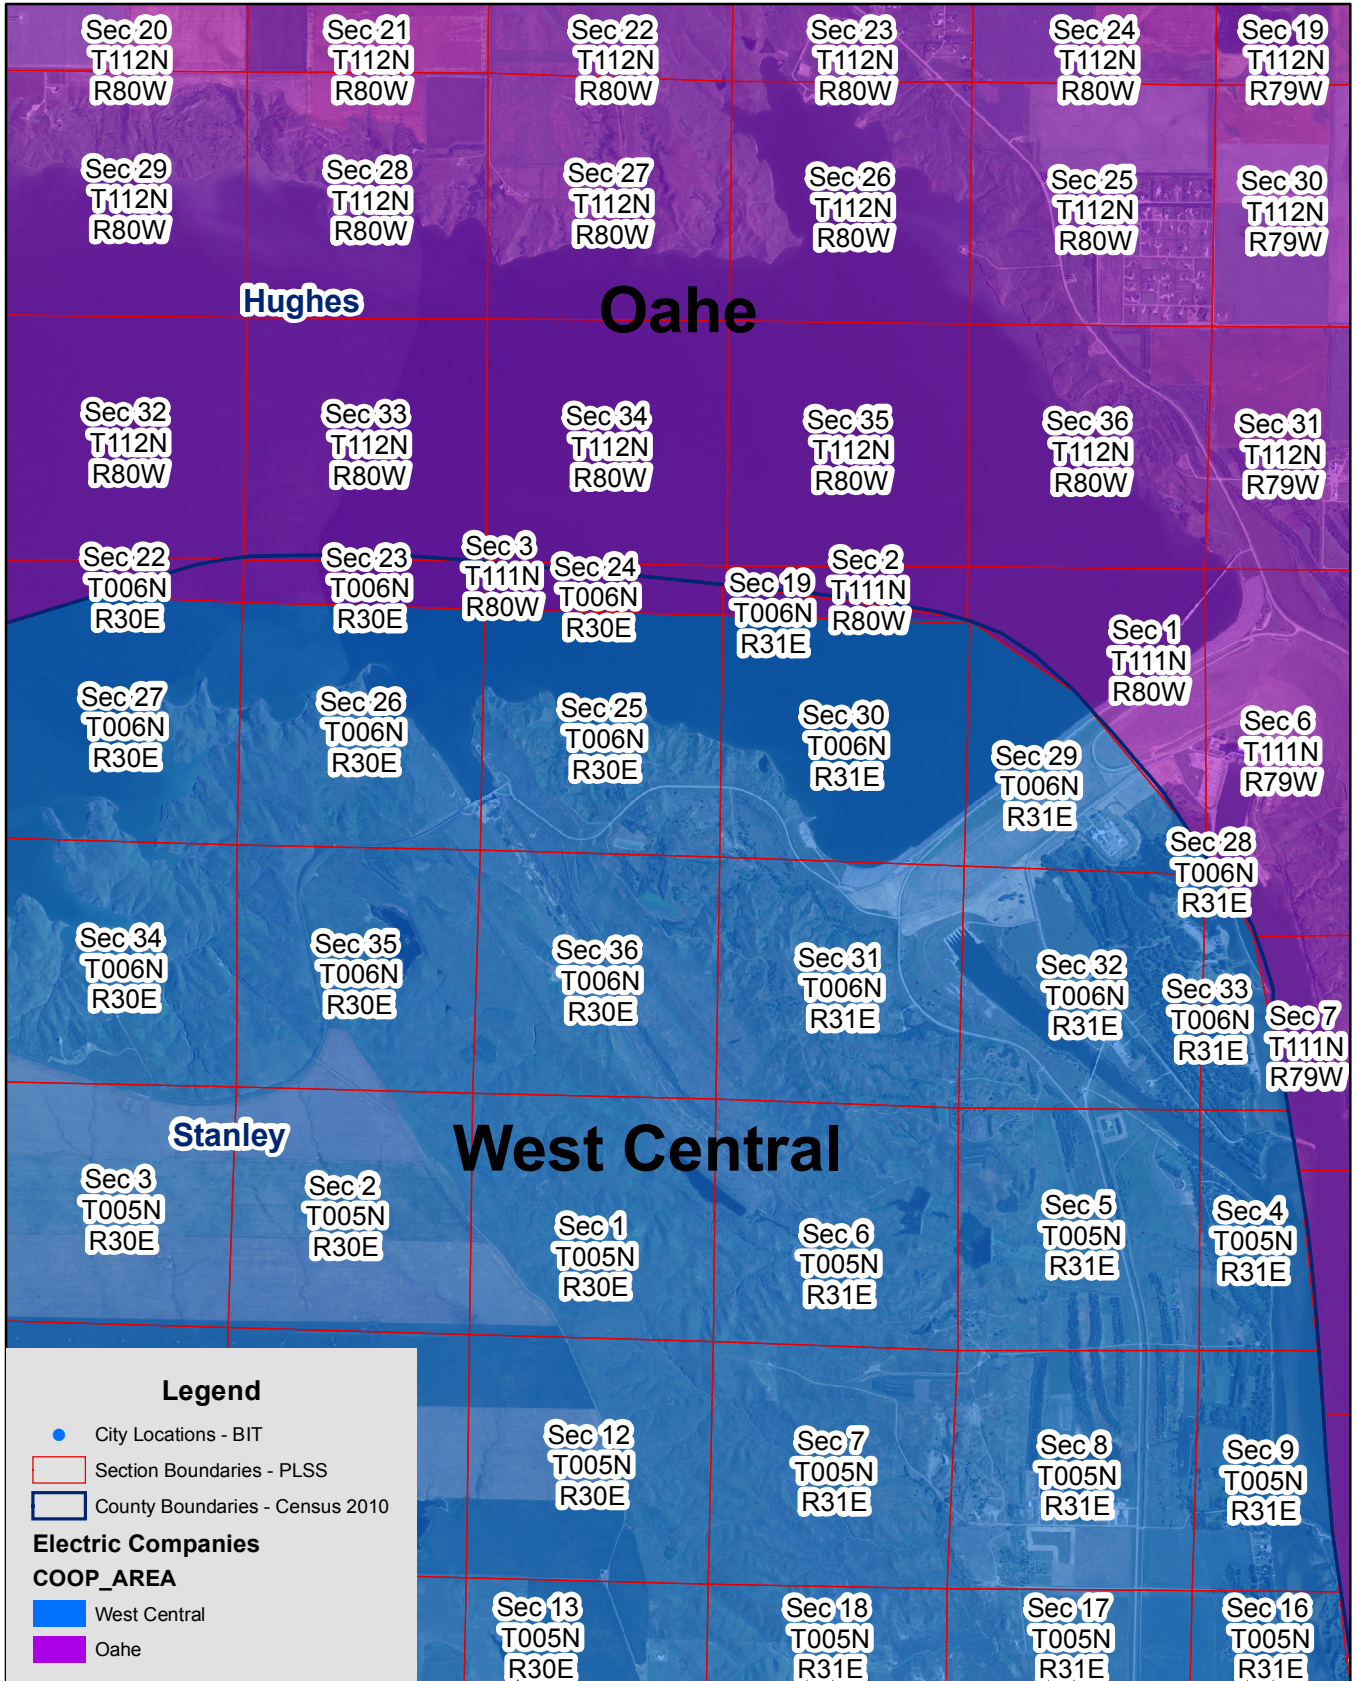 Sec 20
T112N
R80W
Sec 21
T112N
R80W
Sec 22
T112N
R80W
Sec 23
T112N
R80W
Sec 24
T112N
R80W
Sec 19
T112N
R79W
Sec 29
T112N
R80W
Sec 28
T112N
R80W
Sec 27
T112N
R80W
Sec 26
T112N
R80W
Sec 25
T112N
R80W
Sec 30
T112N
R79W
Hughes
Oahe
Sec 32
T112N
R80W
Sec 33
T112N
R80W
Sec 34
T112N
R80W
Sec 35
T112N
R80W
Sec 36
T112N
R80W
Sec 31
T112N
R79W
Sec 22
T006N
R30E
Sec 23
T006N
R30E
Sec 3
T111N
R80W
Sec 24
T006N
R30E
Sec 19
T006N
R31E
Sec 2
T111N
R80W
Sec 1
T111N
R80W
Sec 27
T006N
R30E
Sec 26
T006N
R30E
Sec 25
T006N
R30E
Sec 30
T006N
R31E
Sec 29
T006N
R31E
Sec 6
T111N
R79W
Sec 28
T006N
R31E
Sec 34
T006N
R30E
Sec 35
T006N
R30E
Sec 36
T006N
R30E
Sec 31
T006N
R31E
Sec 32
T006N
R31E
Sec 33
T006N
R31E
Sec 7
T111N
R79W
Stanley
West Central
Sec 3
T005N
R30E
Sec 2
T005N
R30E
Sec 1
T005N
R30E
Sec 6
T005N
R31E
Sec 5
T005N
R31E
Sec 4
T005N
R31E
Sec 12
T005N
R30E
Sec 7
T005N
R31E
Sec 8
T005N
R31E
Sec 9
T005N
R31E
Sec 13
T005N
R30E
Sec 18
T005N
R31E
Sec 17
T005N
R31E
Sec 16
T005N
R31E
Legend
City Locations - BIT
Section Boundaries - PLSS
County Boundaries - Census 2010
Electric Companies
COOP_AREA
West Central
Oahe